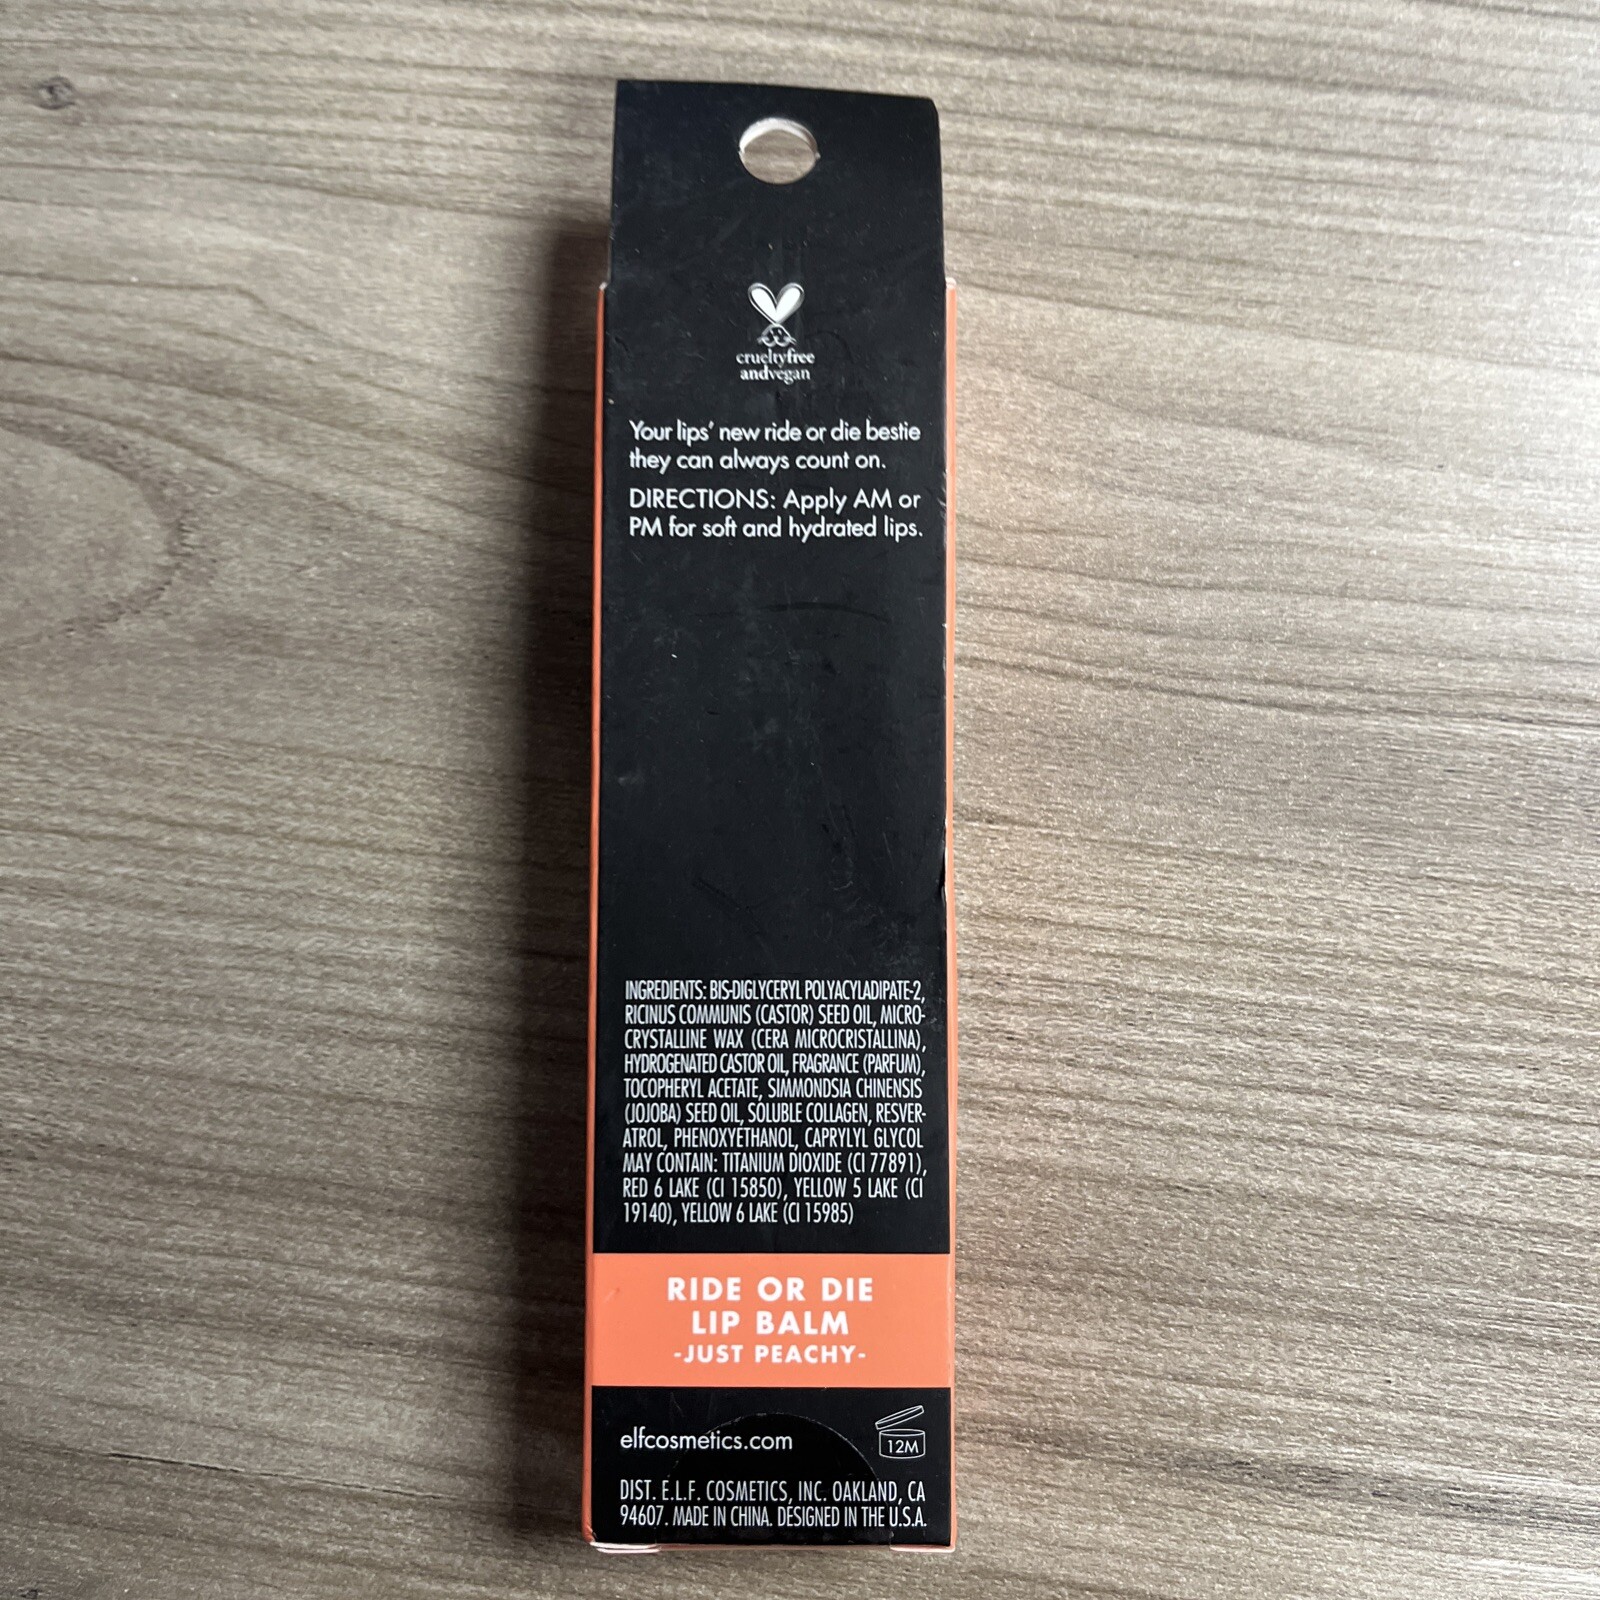 crueltyfree
andvegan
Your lips' new ride or die bestie
they can always count on.
DIRECTIONS: Apply AM or
PM for soft and hydrated lips.
INGREDIENTS: BIS-DIGLYCERYL POLYACYLADIPATE-2,
RICINUS COMMUNIS (CASTOR) SEED OIL, MICRO-
CRYSTALLINE WAX (CERA MICROCRISTALLINA),
HYDROGENATED CASTOR OIL, FRAGRANCE (PARFUM),
TOCOPHERYL ACETATE, SIMMONDSIA CHINENSIS
(JOJOBA) SEED OIL, SOLUBLE COLLAGEN, RESVER-
ATROL, PHENOXYETHANOL, CAPRYLYL GLYCOL
MAY CONTAIN: TITANIUM DIOXIDE (CI 77891),
RED 6 LAKE (CI 15850), YELLOW 5 LAKE (CI
19140), YELLOW 6 LAKE (CI 15985)
RIDE OR DIE
LIP BALM
-JUST PEACHY-
elfcosmetics.com
12M
DIST. E.L.F. COSMETICS, INC. OAKLAND, CA
94607. MADE IN CHINA. DESIGNED IN THE U.S.A.